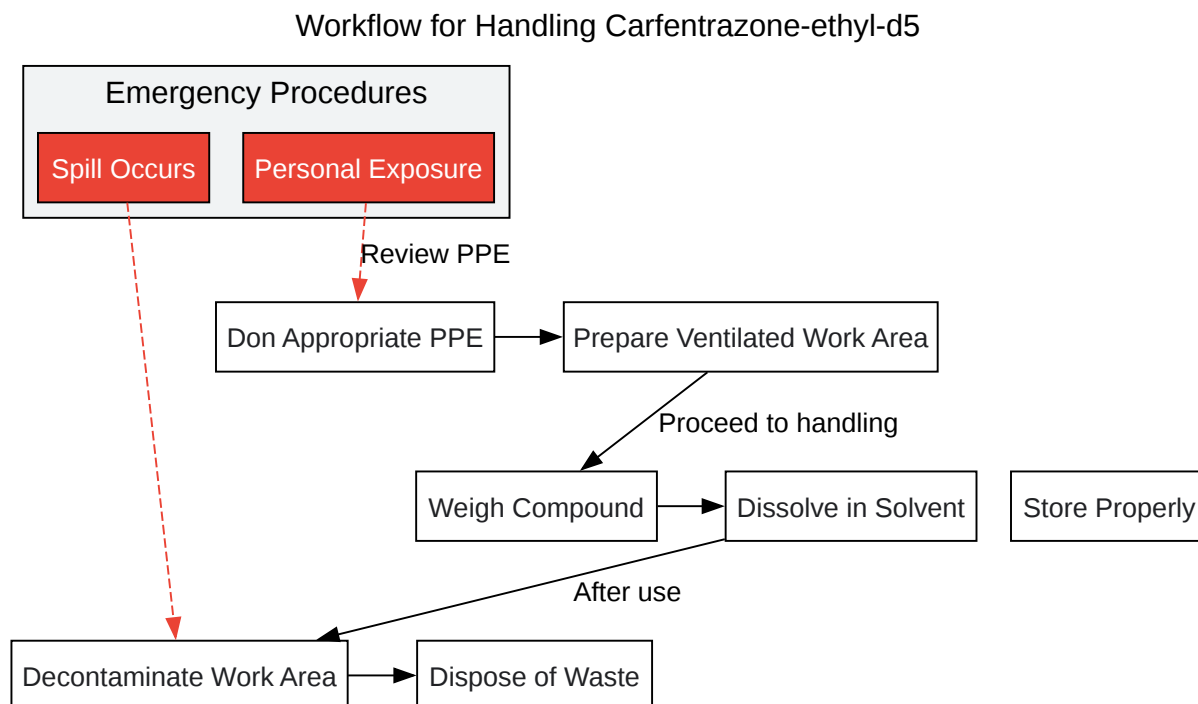 Workflow for Handling Carfentrazone-ethyl-d5
Emergency Procedures
Spill Occurs
Personal Exposure
Review PPE
Don Appropriate PPE
Prepare Ventilated Work Area
Proceed to handling
Weigh Compound
Dissolve in Solvent
Store Properly
After use
Decontaminate Work Area
Dispose of Waste